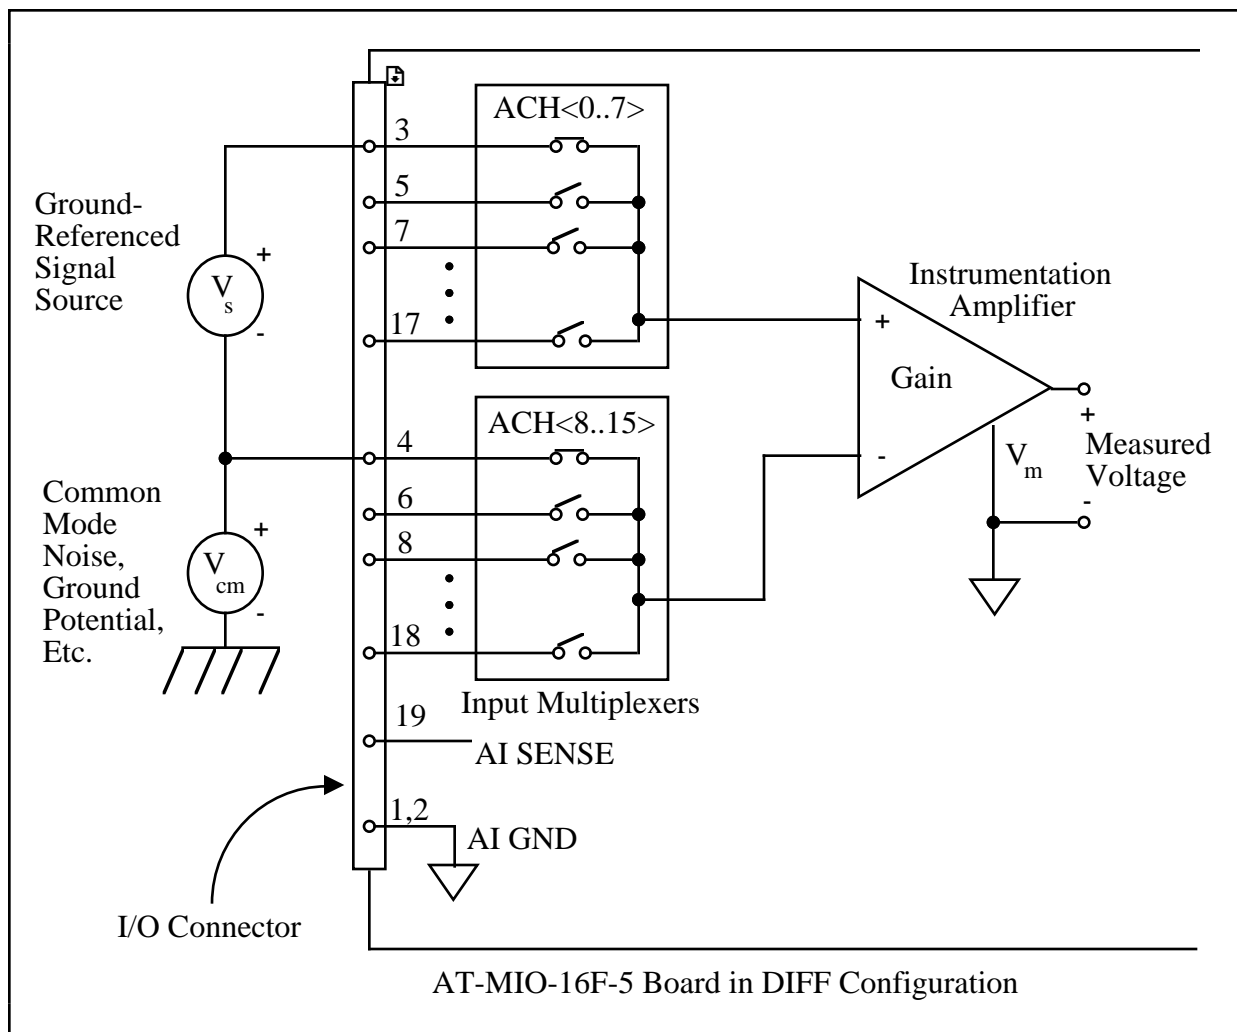 ACH<0..7>
3
5
7
17
Ground-
Referenced
Signal
Source
+
V
s
-
Instrumentation
Amplifier
+
Gain
-
+
V
m
Measured
Voltage
-
ACH<8..15>
4
6
8
18
Common
Mode
Noise,
Ground
Potential,
Etc.
+
V
cm
-
Input Multiplexers
19
AI SENSE
1,2
AI GND
I/O Connector
AT-MIO-16F-5 Board in DIFF Configuration